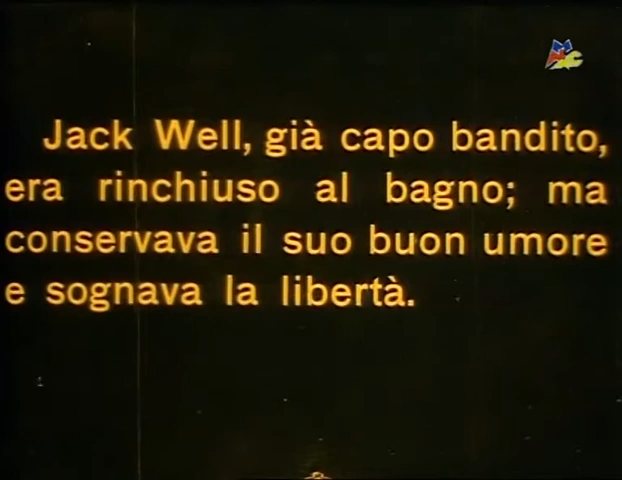 Jack Well, già capo bandito,
era rinchiuso al bagno; ma
conservava il suo buon umore
e sognava la libertà.